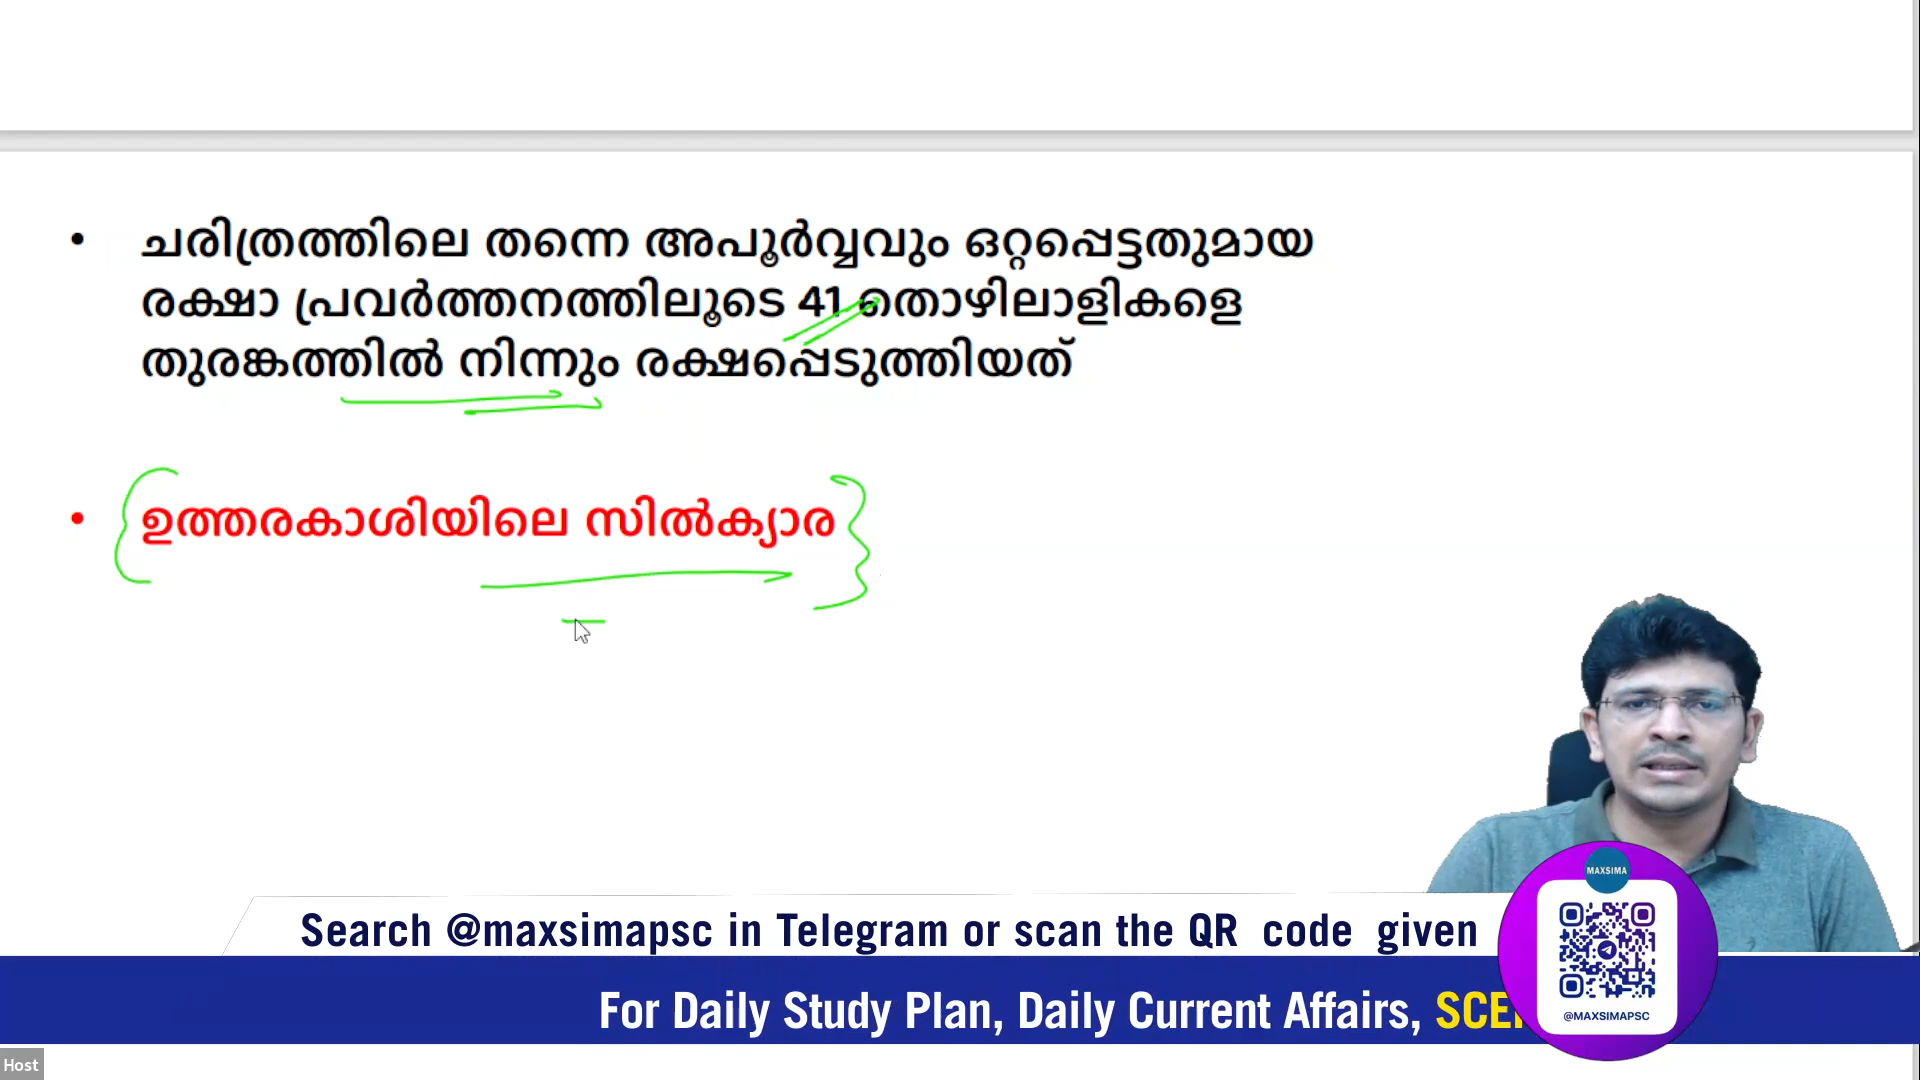 • ചരിത്രത്തിലെ തന്നെ അപൂർവ്വവും ഒറ്റപ്പെട്ടതുമായ
രക്ഷാ പ്രവർത്തനത്തിലൂടെ 41 തൊഴിലാളികളെ
തുരങ്കത്തിൽ നിന്നും രക്ഷപ്പെടുത്തിയത്
• ഉത്തരകാശിയിലെ സിൽക്യാര
MAXSIMA
Search @maxsimapsc in Telegram or scan the QR code given
For Daily Study Plan, Daily Current Affairs,
@MAXSIMAPSC
Host